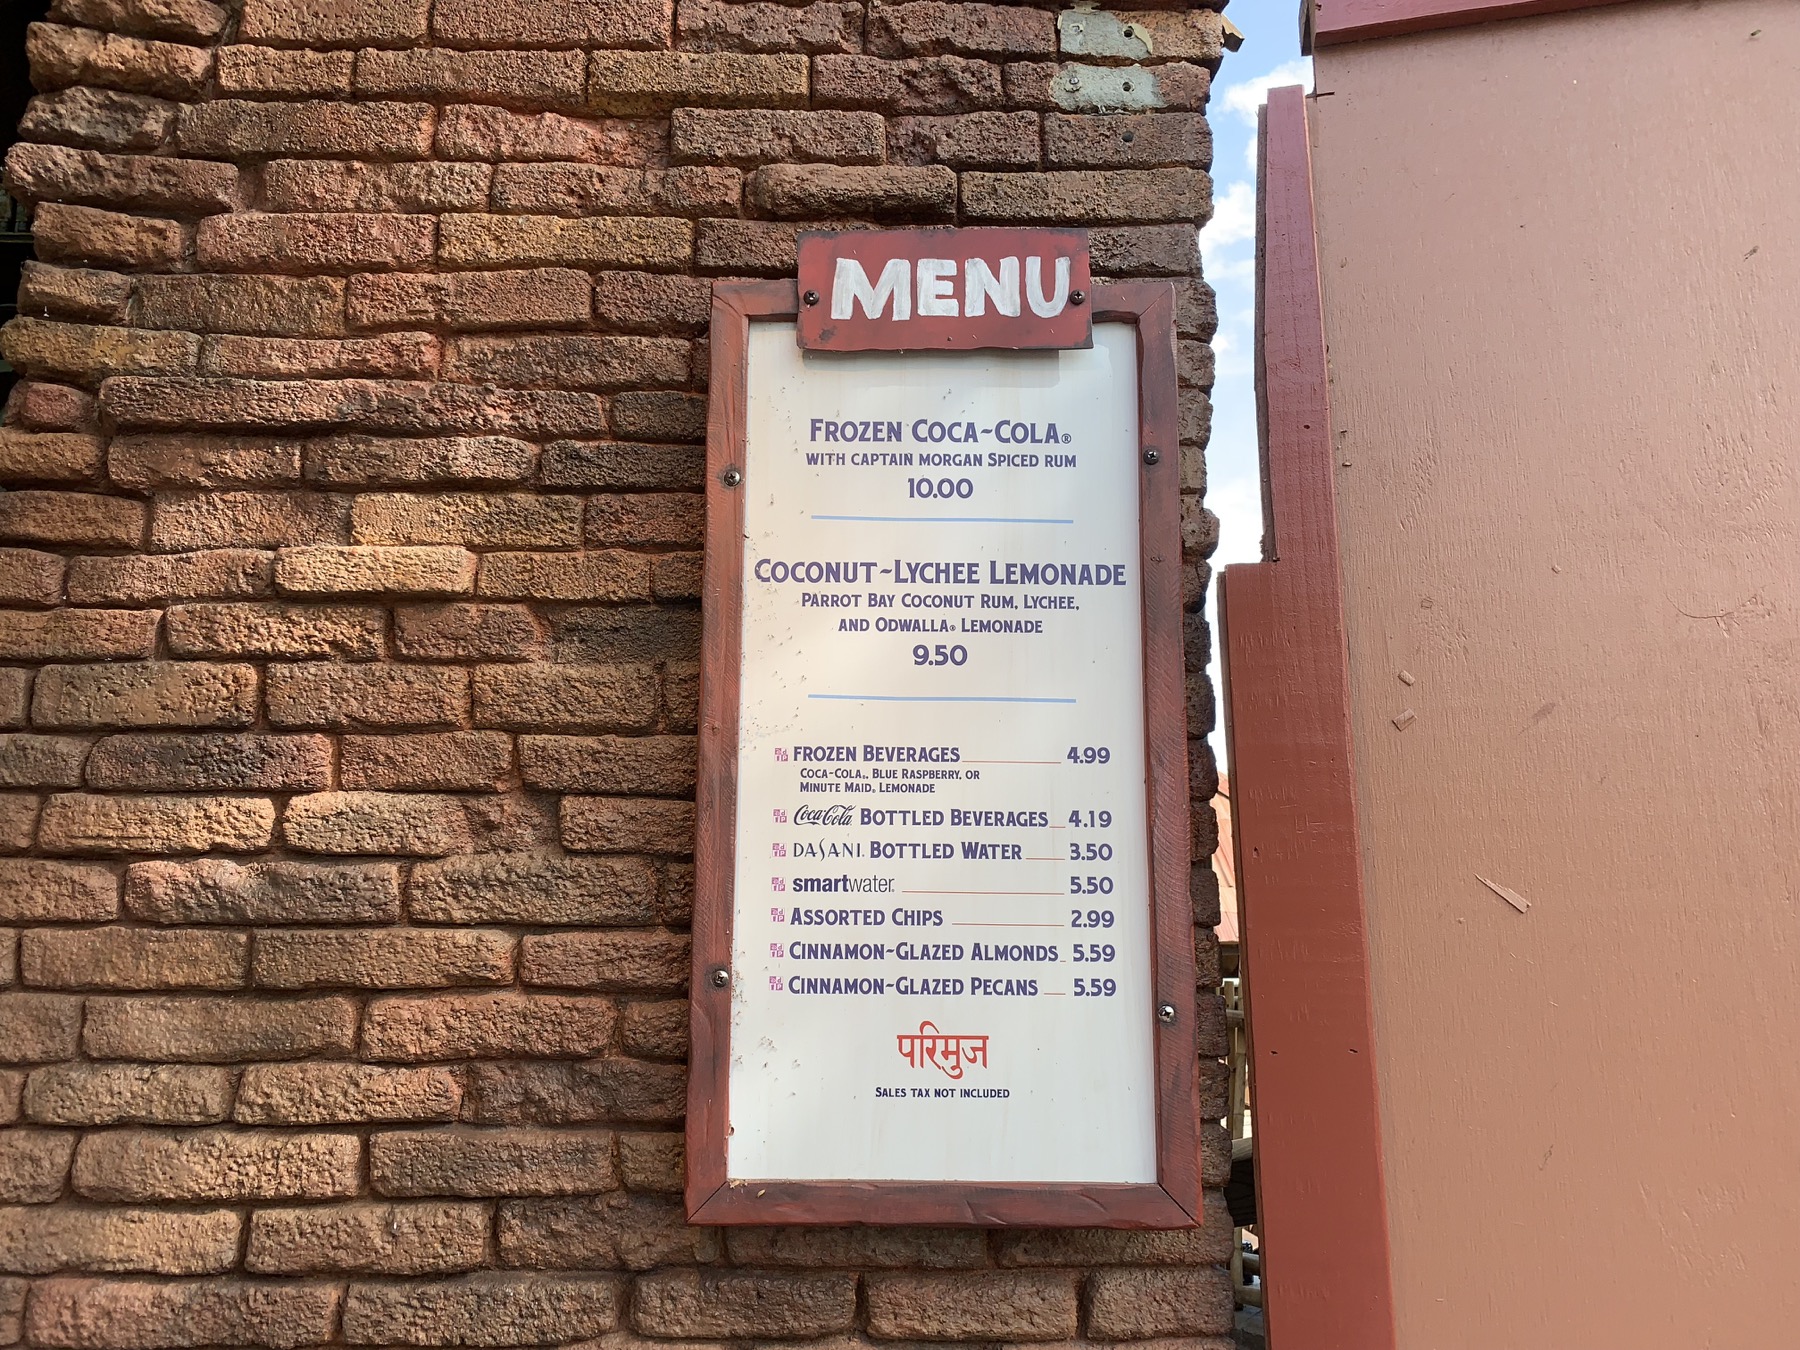 MENU
FROZEN COCA~COLA®
WITH CAPTAIN MORGAN SPICED RUM
10.00
COCONUT~LYCHEE LEMONADE
PARROT BAY COCONUT RUM, LYCHEE,
AND ODWALLA® LEMONADE
9.50
FROZEN BEVERAGES 4.99
COCA-COLA®, BLUE RASPBERRY, OR
MINUTE MAID® LEMONADE
Coca-Cola BOTTLED BEVERAGES 4.19
DASANI® BOTTLED WATER 3.50
smartwater® 5.50
ASSORTED CHIPS 2.99
CINNAMON~GLAZED ALMONDS 5.59
CINNAMON~GLAZED PECANS 5.59
परिमुज
SALES TAX NOT INCLUDED